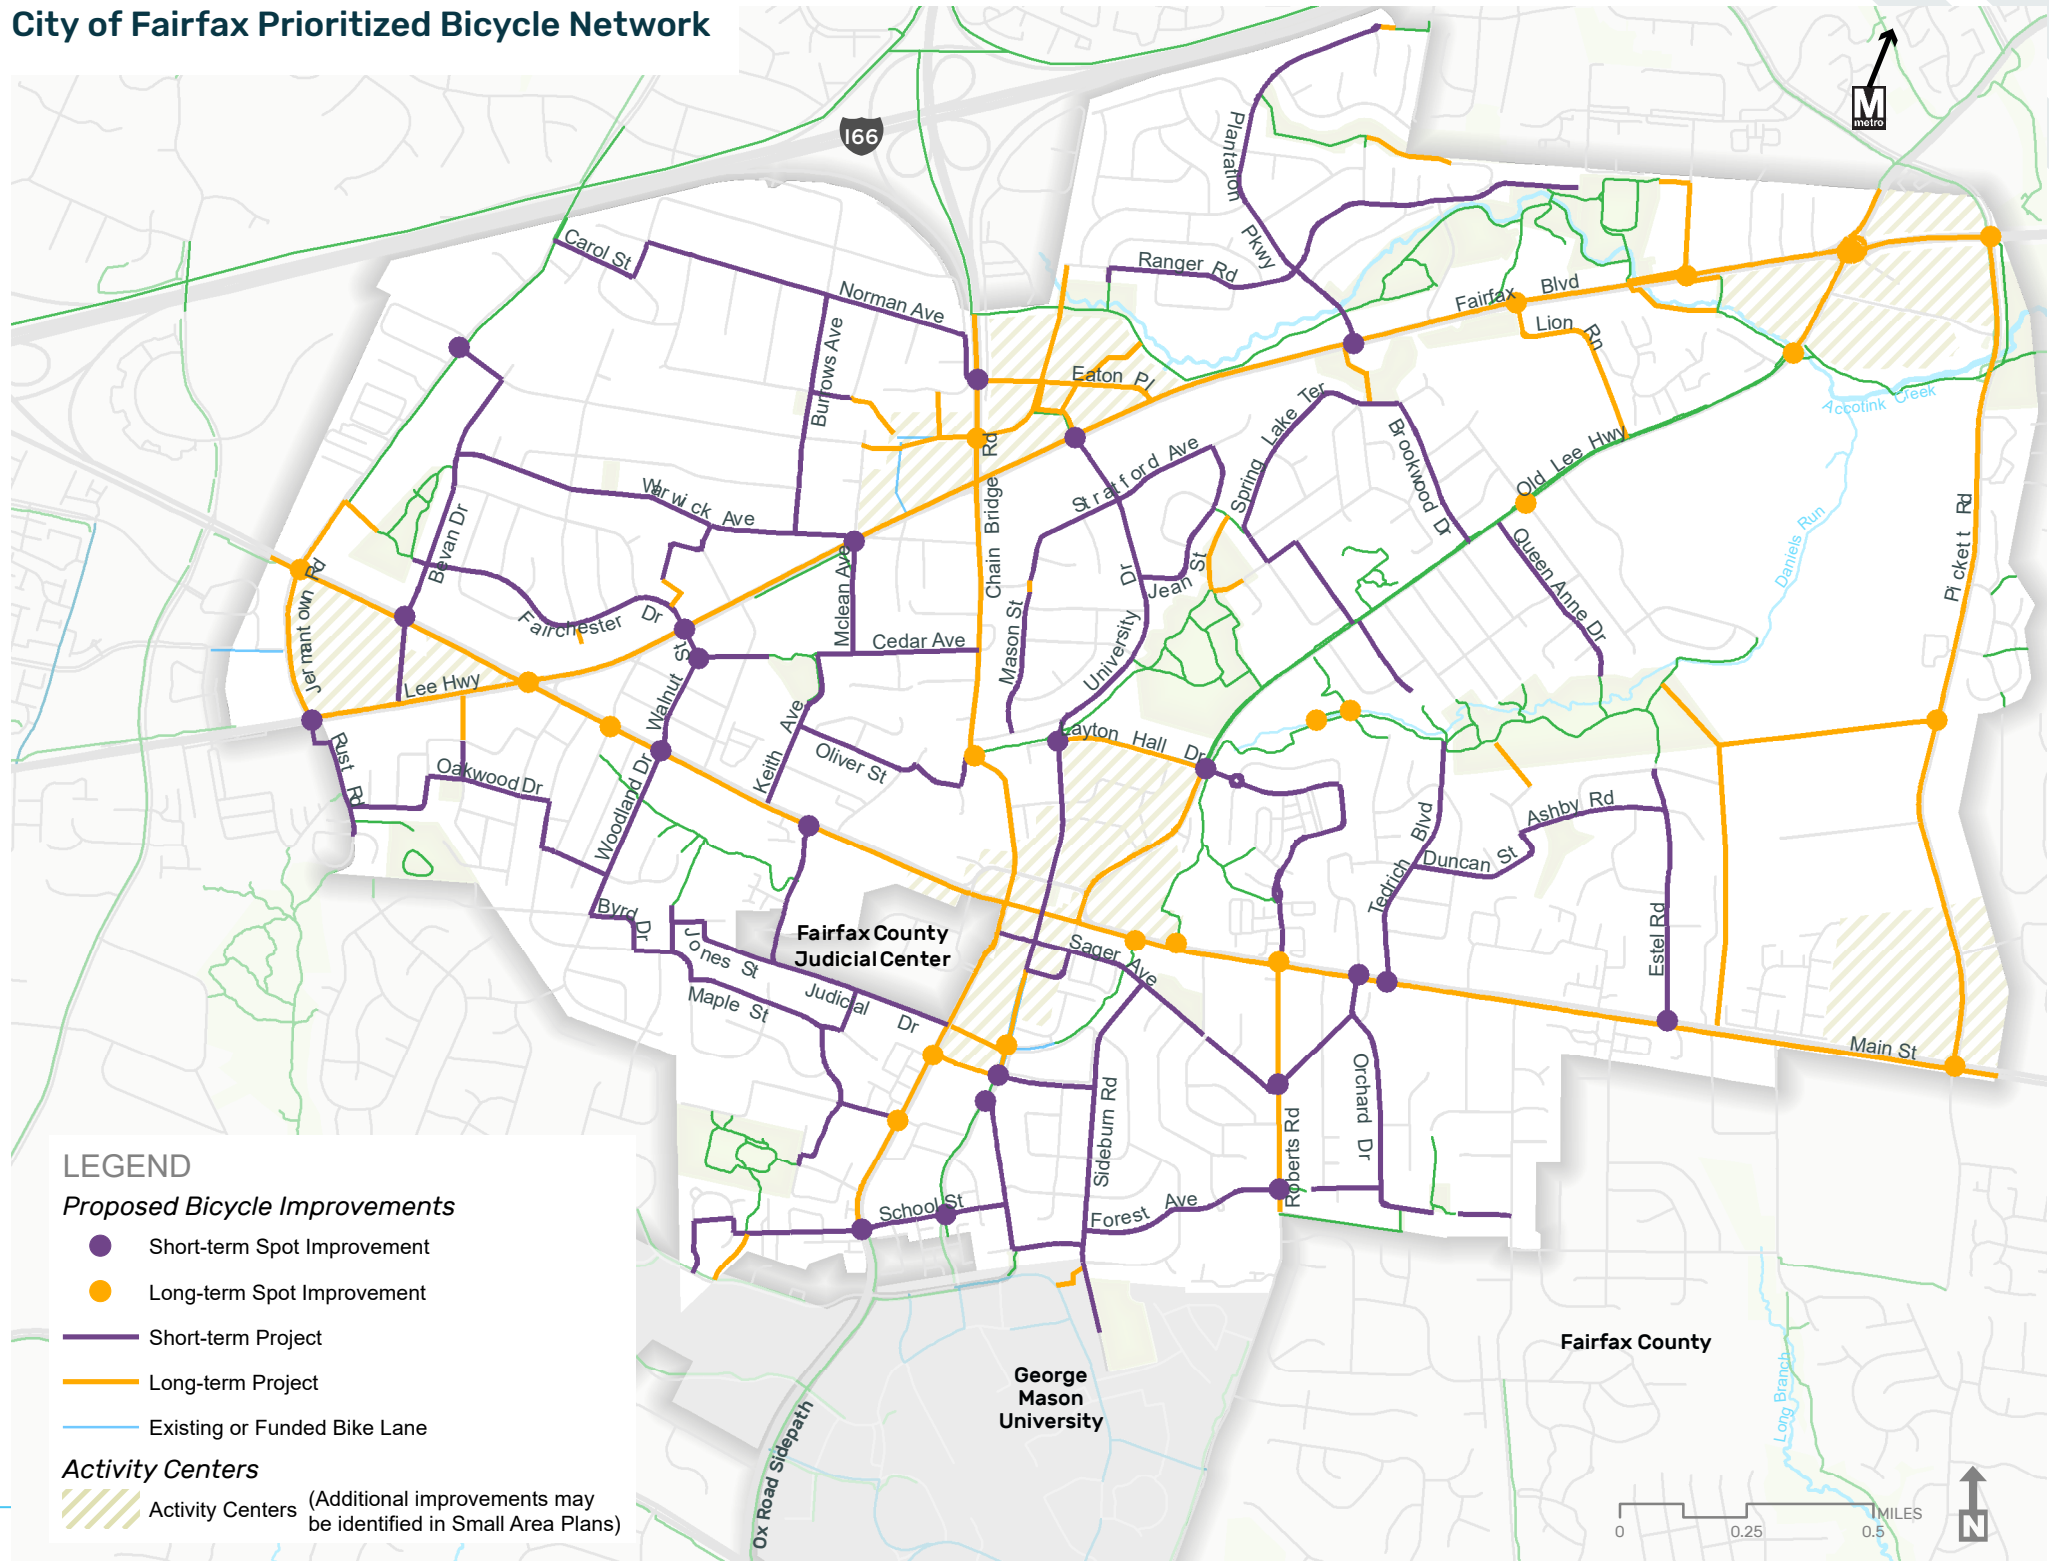 City of Fairfax Prioritized Bicycle Network
I66
M
metro
Plantation
Pkwy
Carol St
Ranger Rd
Norman Ave
Burrows Ave
Fairfax
Blvd
Lion
Rn
Eaton Pl
Spring Lake Ter
Accotink Creek
Brookwood Dr
Old Lee Hwy
Stratford Ave
Chain Bridge Rd
Warwick Ave
Bevan Dr
Pickett Rd
Daniels Run
Queen Anne Dr
Mclean Ave
Jean St
University
Dr
Mason St
Jermantown Rd
Fairchester
Dr
Cedar Ave
Walnut
St
Lee Hwy
Keith Ave
Oliver St
Layton Hall Dr
Rust Rd
Oakwood Dr
Woodland Dr
Ashby Rd
Duncan St
Tedrich Blvd
Byrd
Dr
Jones St
Fairfax County
Judicial Center
Sager Ave
Estel Rd
Maple St
Judicial
Dr
Main St
Orchard Dr
Sideburn Rd
Roberts Rd
School St
Forest Ave
LEGEND
Proposed Bicycle Improvements
Short-term Spot Improvement
Long-term Spot Improvement
Short-term Project
Long-term Project
Existing or Funded Bike Lane
Activity Centers
Activity Centers
(Additional improvements may
be identified in Small Area Plans)
George
Mason
University
Fairfax County
Ox Road Sidepath
Long Branch
MILES
0
0.25
0.5
N